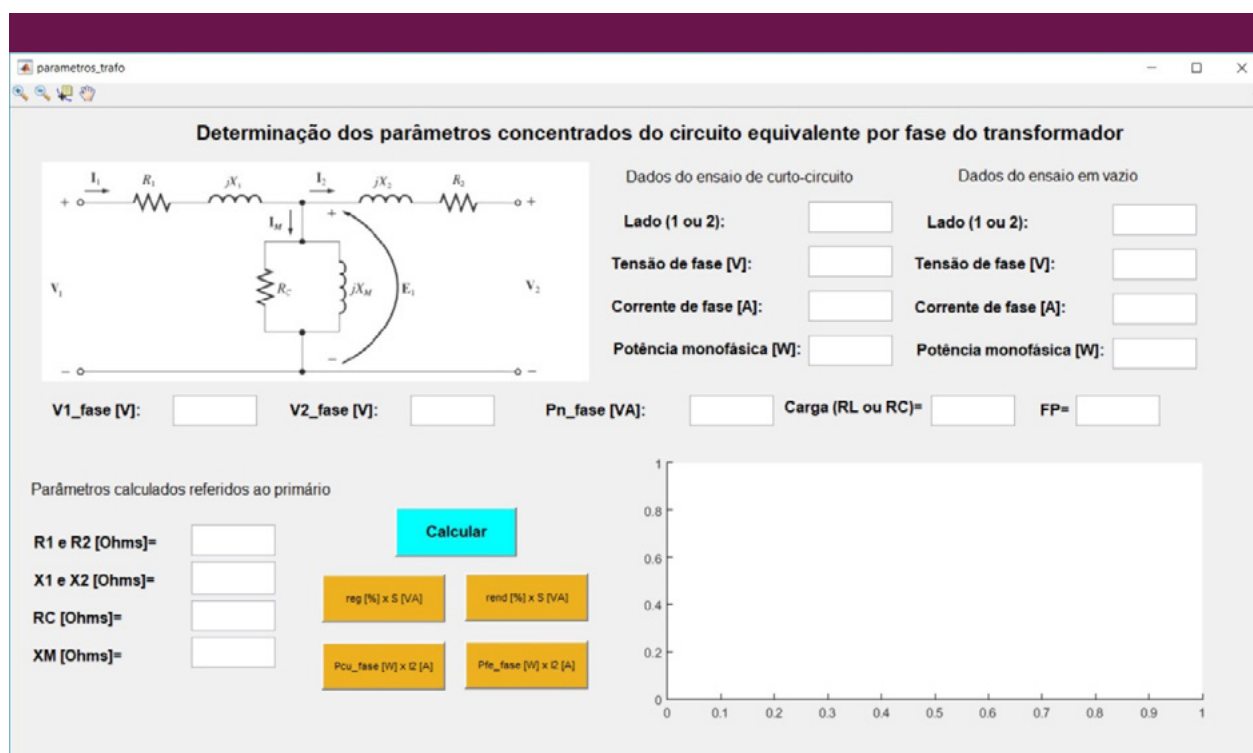 parametros_trafo
Determinação dos parâmetros concentrados do circuito equivalente por fase do transformador
I₁ R₁ jX₁ I₂ jX₂ R₂
+ +
I_M +
V₁ R_C jX_M E₁ V₂
−
− −
Dados do ensaio de curto-circuito
Lado (1 ou 2):
Tensão de fase [V]:
Corrente de fase [A]:
Potência monofásica [W]:
Dados do ensaio em vazio
Lado (1 ou 2):
Tensão de fase [V]:
Corrente de fase [A]:
Potência monofásica [W]:
V1_fase [V]: V2_fase [V]: Pn_fase [VA]: Carga (RL ou RC)= FP=
Parâmetros calculados referidos ao primário
R1 e R2 [Ohms]=
X1 e X2 [Ohms]=
RC [Ohms]=
XM [Ohms]=
Calcular
reg [%] x S [VA] rend [%] x S [VA]
Pcu_fase [W] x I2 [A] Pfe_fase [W] x I2 [A]
1
0.8
0.6
0.4
0.2
0
0 0.1 0.2 0.3 0.4 0.5 0.6 0.7 0.8 0.9 1